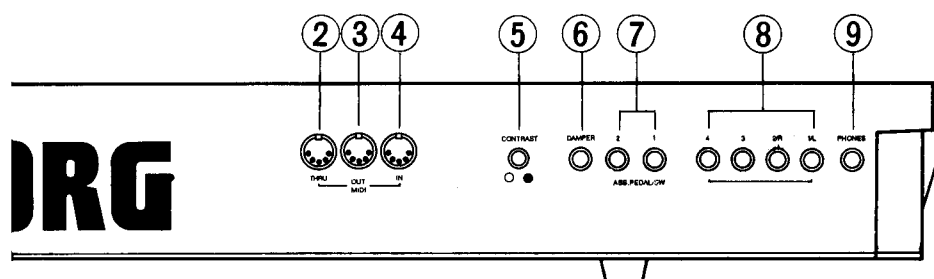 ② ③ ④ ⑤ ⑥ ⑦ ⑧ ⑨
CONTRAST DAMPER 2 1 4 3 2/R 1/L PHONES
THRU OUT IN
MIDI
ASS.PEDAL/SW
ORG